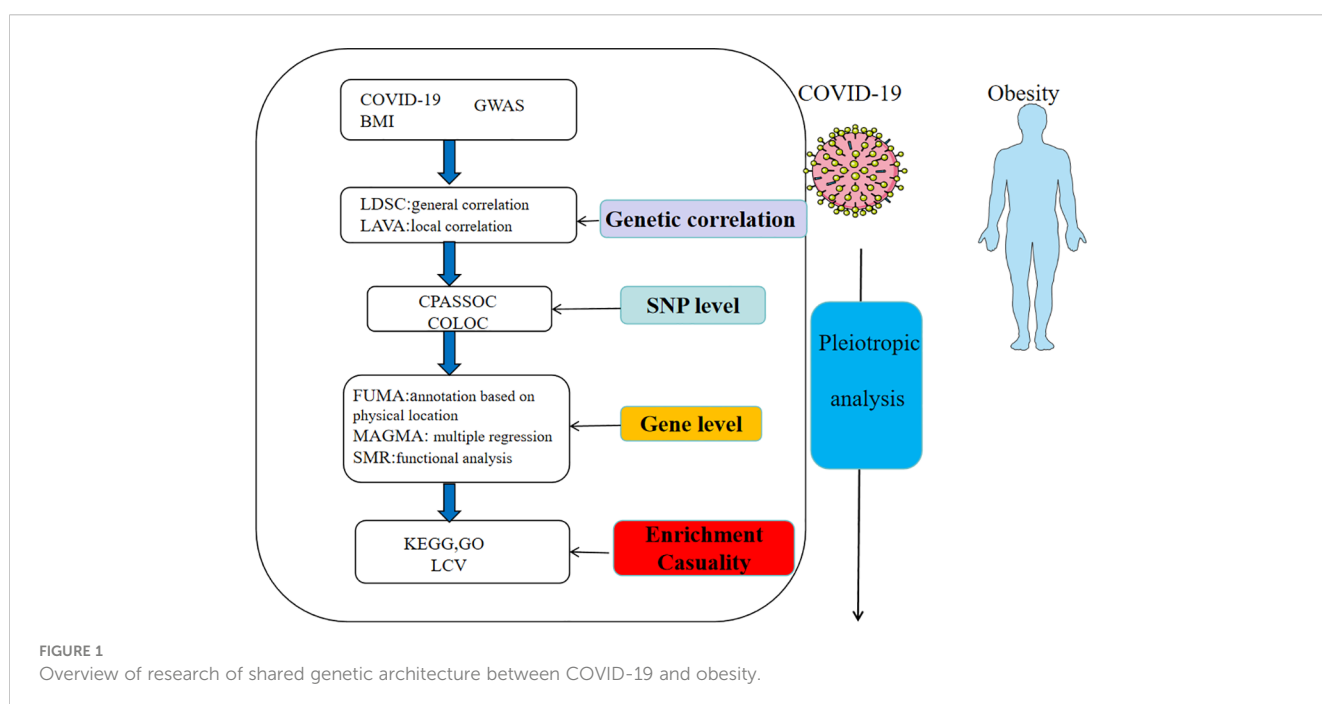 COVID-19 GWAS
BMI
LDSC:general correlation
LAVA:local correlation
Genetic correlation
CPASSOC
COLOC
SNP level
FUMA:annotation based on
physical location
MAGMA: multiple regression
SMR:functional analysis
Gene level
KEGG,GO
LCV
Enrichment
Casuality
COVID-19
Obesity
Pleiotropic
analysis
FIGURE 1
Overview of research of shared genetic architecture between COVID-19 and obesity.